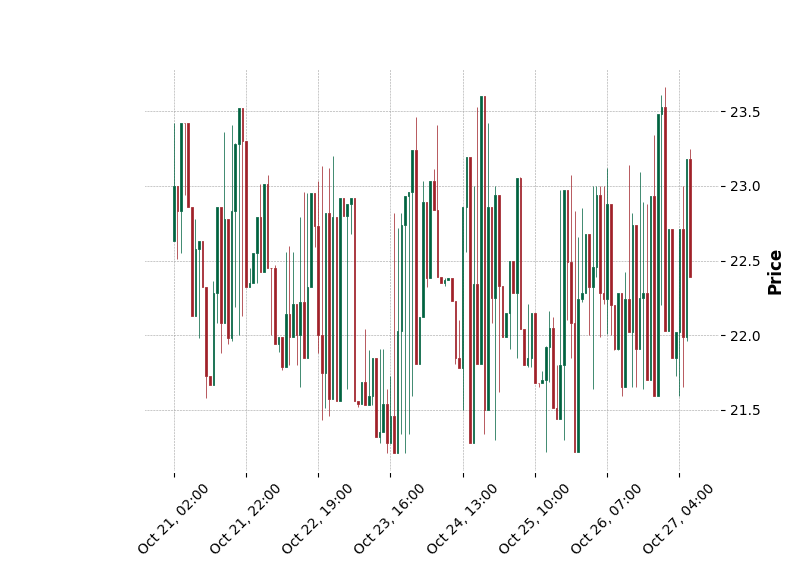 23.5
23.0
22.5
22.0
21.5
Price
Oct 21, 02:00
Oct 21, 22:00
Oct 22, 19:00
Oct 23, 16:00
Oct 24, 13:00
Oct 25, 10:00
Oct 26, 07:00
Oct 27, 04:00